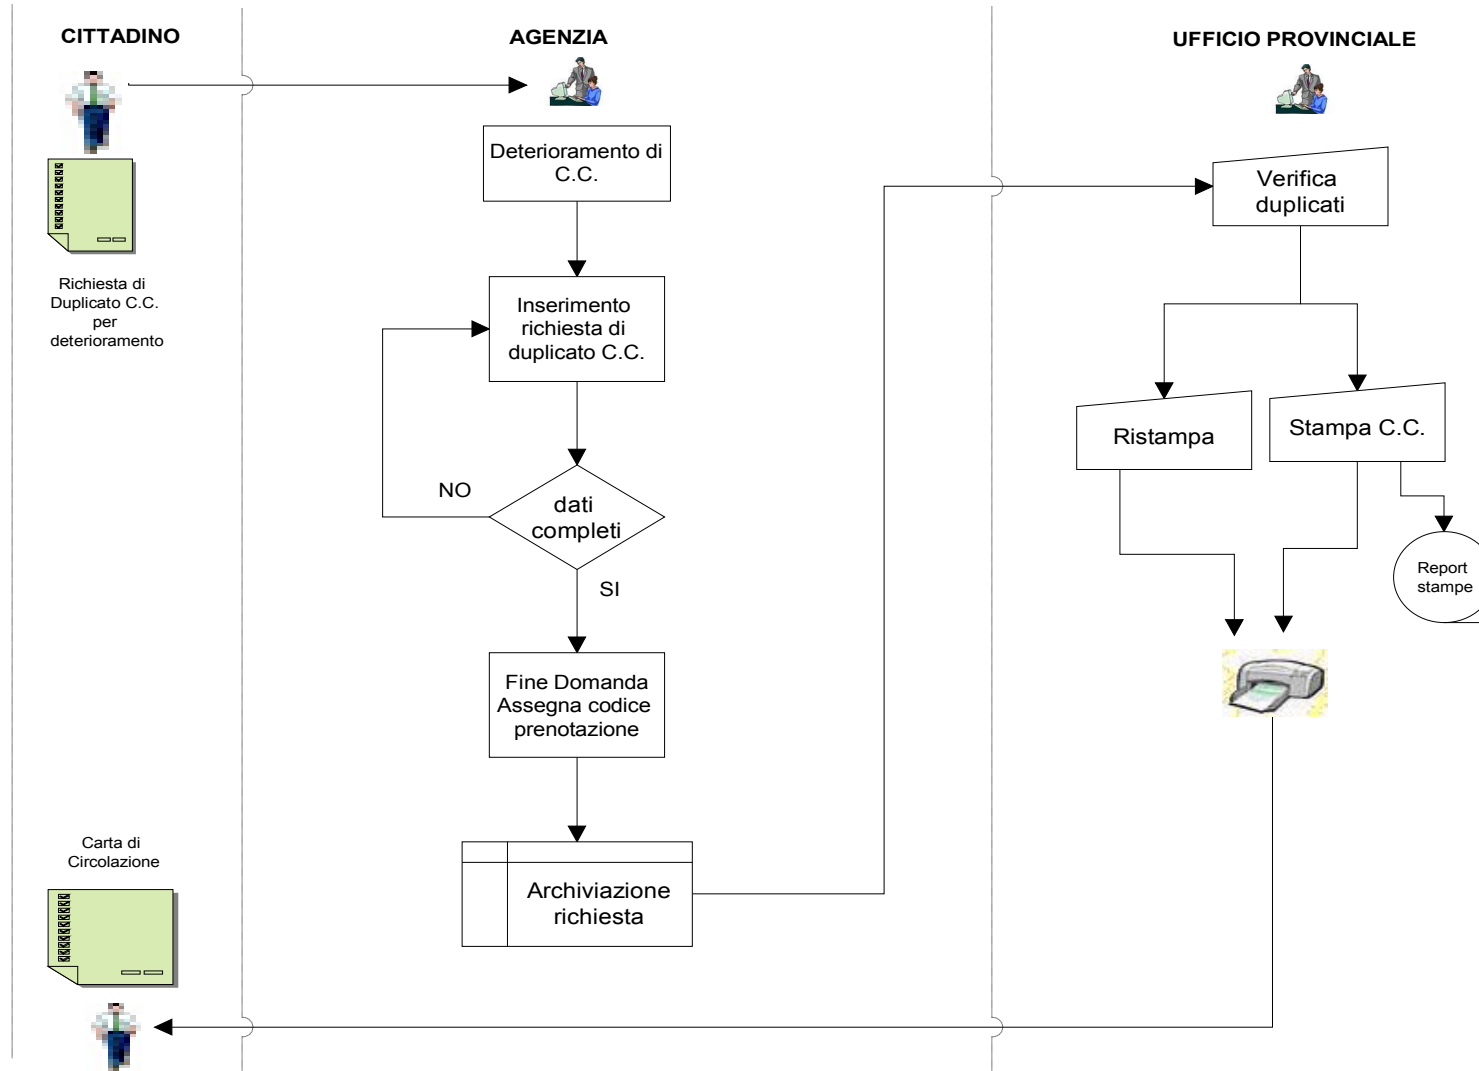 CITTADINO
AGENZIA
UFFICIO PROVINCIALE
Richiesta di
Duplicato C.C.
per
deterioramento
Deterioramento di
C.C.
Inserimento
richiesta di
duplicato C.C.
NO
dati
completi
SI
Fine Domanda
Assegna codice
prenotazione
Archiviazione
richiesta
Verifica
duplicati
Ristampa
Stampa C.C.
Report
stampe
Carta di
Circolazione